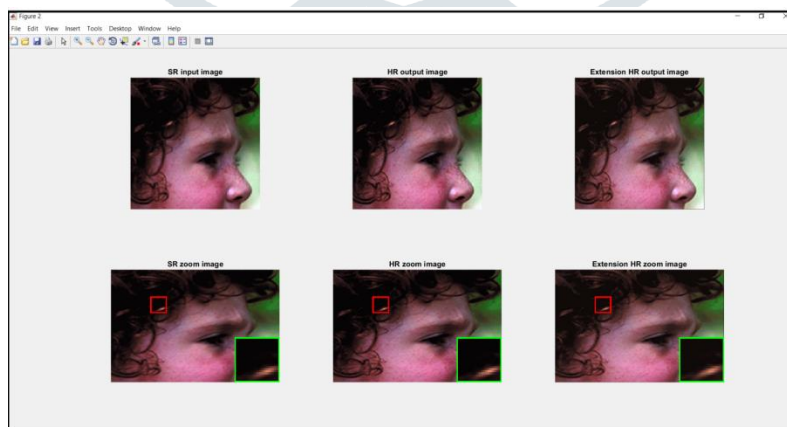 Figure 2
File Edit View Insert Tools Desktop Window Help
SR input image
HR output image
Extension HR output image
SR zoom image
HR zoom image
Extension HR zoom image